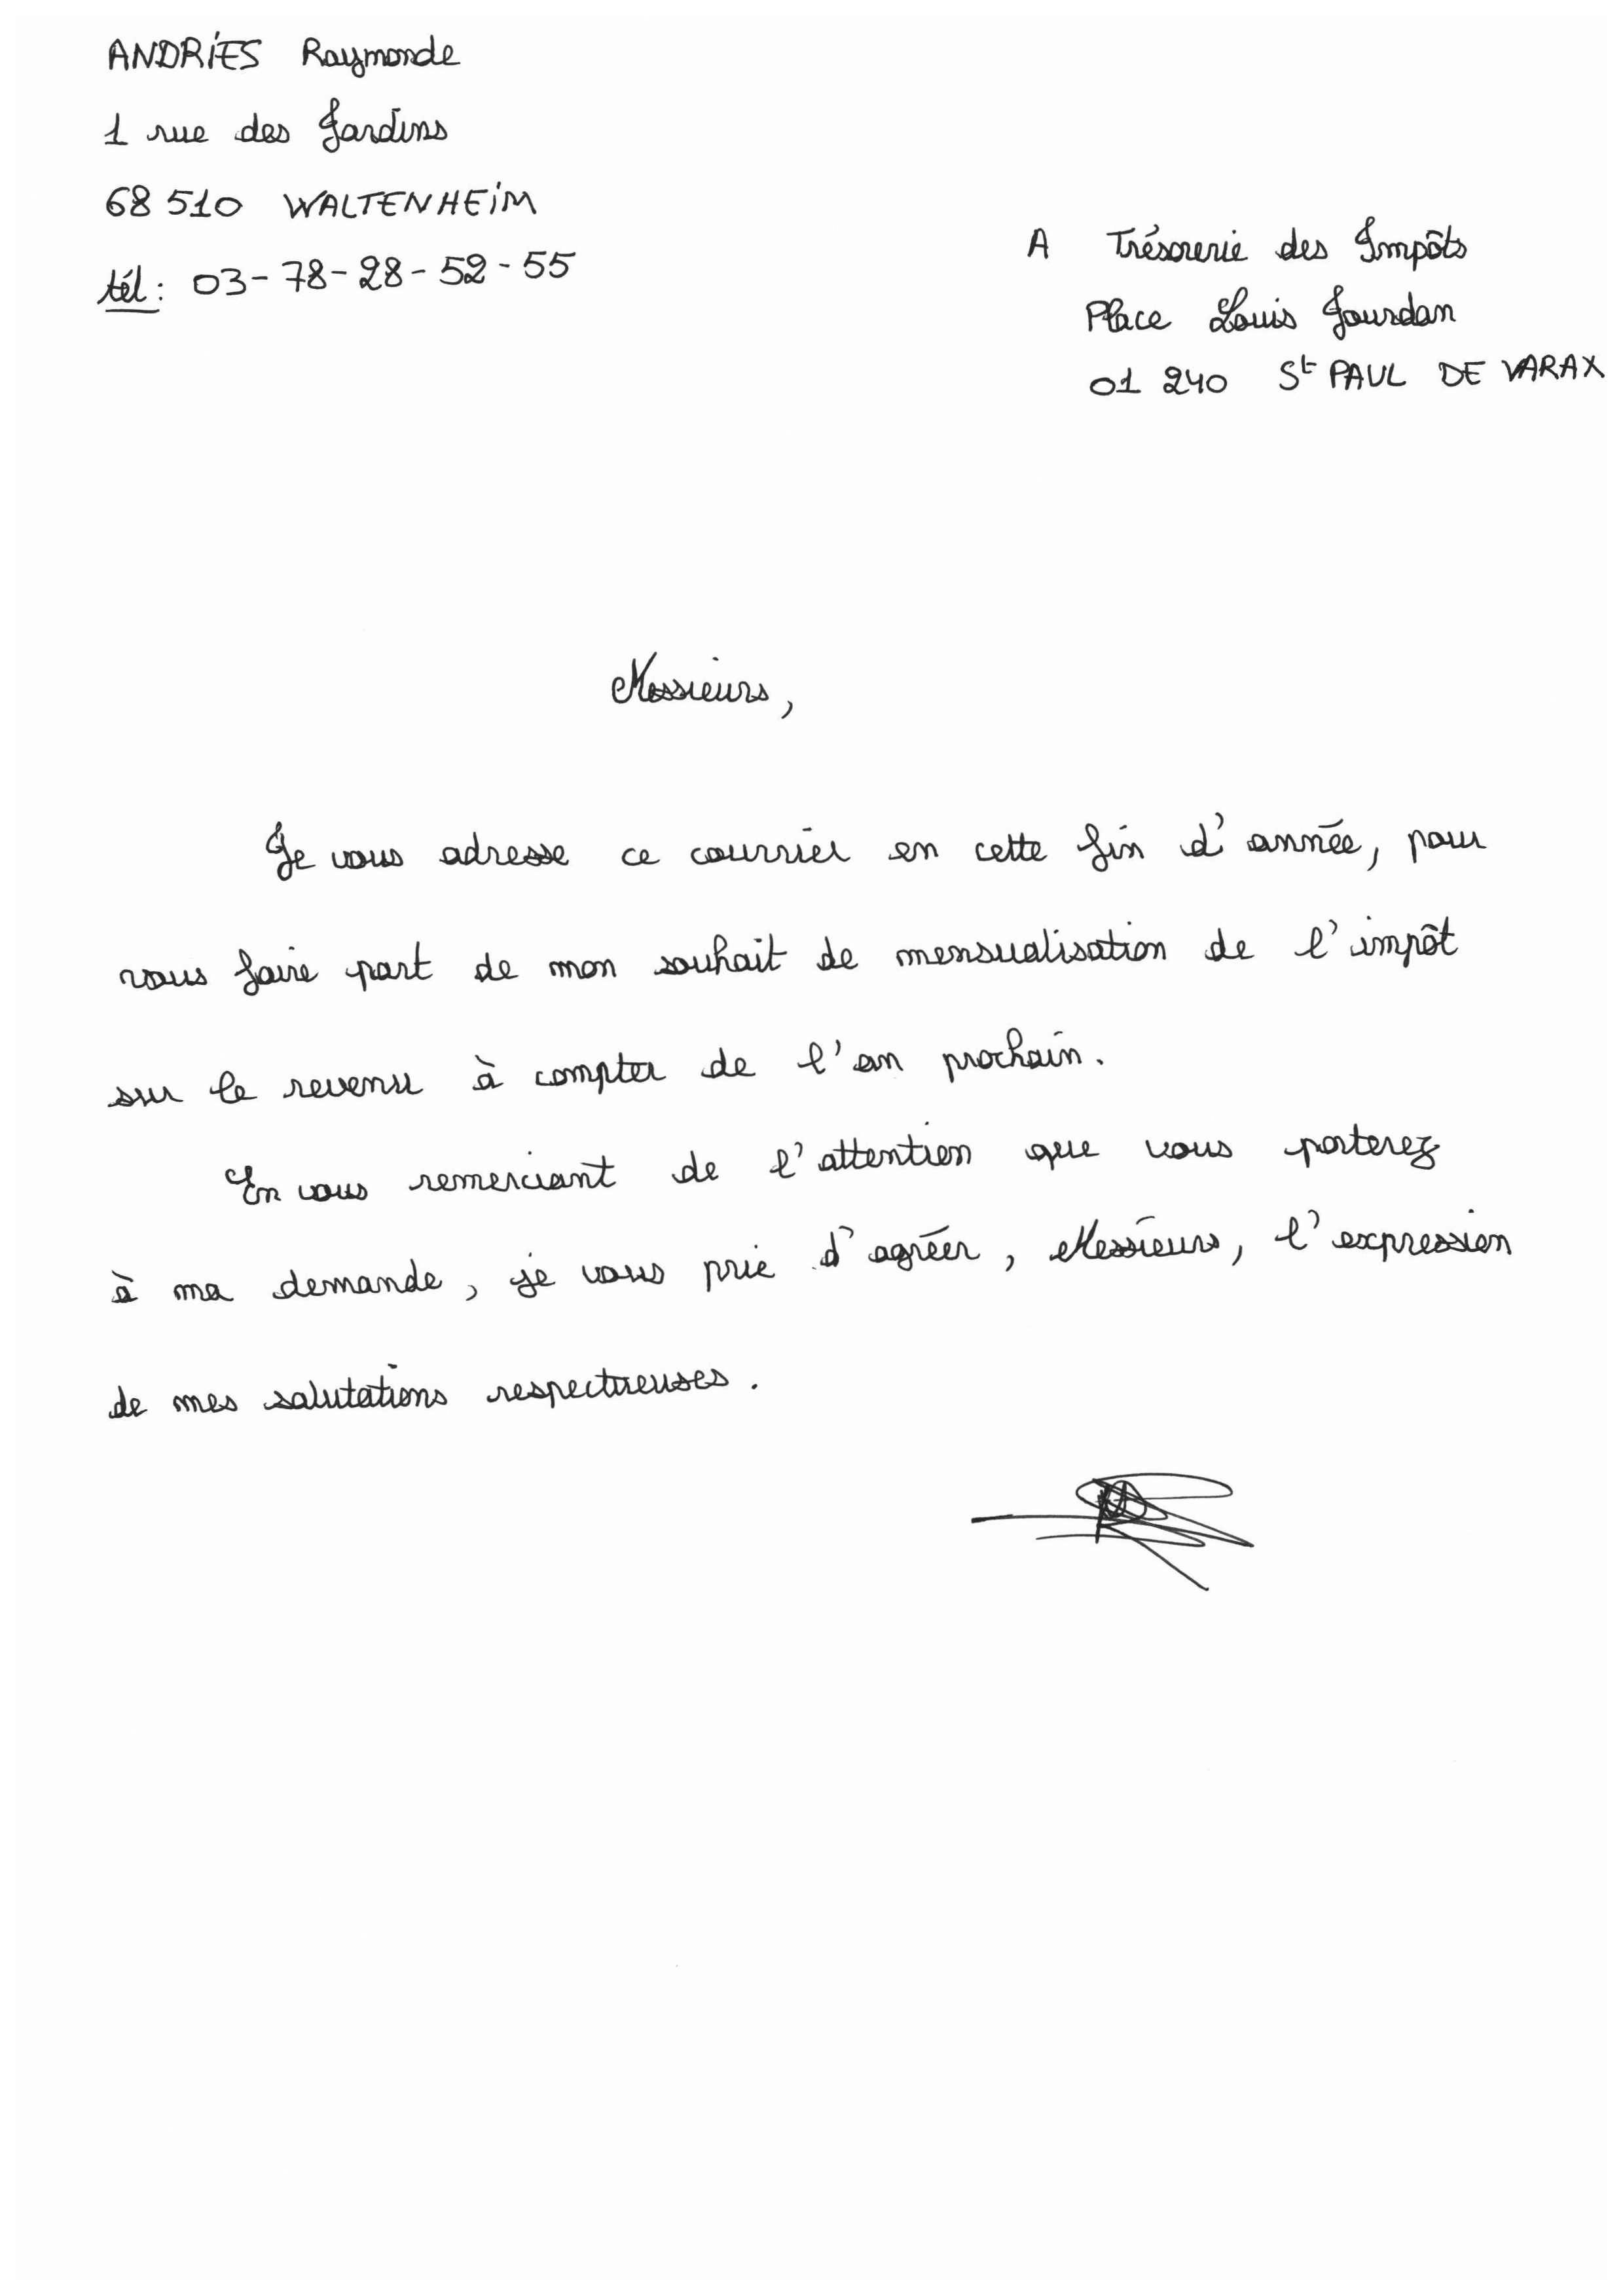 ANDRIES Raymonde
1 rue des Jardins
68 510 WALTENHEIM
tél : 03-78-28-52-55
A Trésorerie des Impôts
Place Louis Jourdan
01 240 St PAUL DE VARAX
Messieurs,
Je vous adresse ce courrier en cette fin d'année, pour
vous faire part de mon souhait de mensualisation de l'impôt
sur le revenu à compter de l'an prochain.
En vous remerciant de l'attention que vous porterez
à ma demande, je vous prie d'agréer, Messieurs, l'expression
de mes salutations respectueuses.